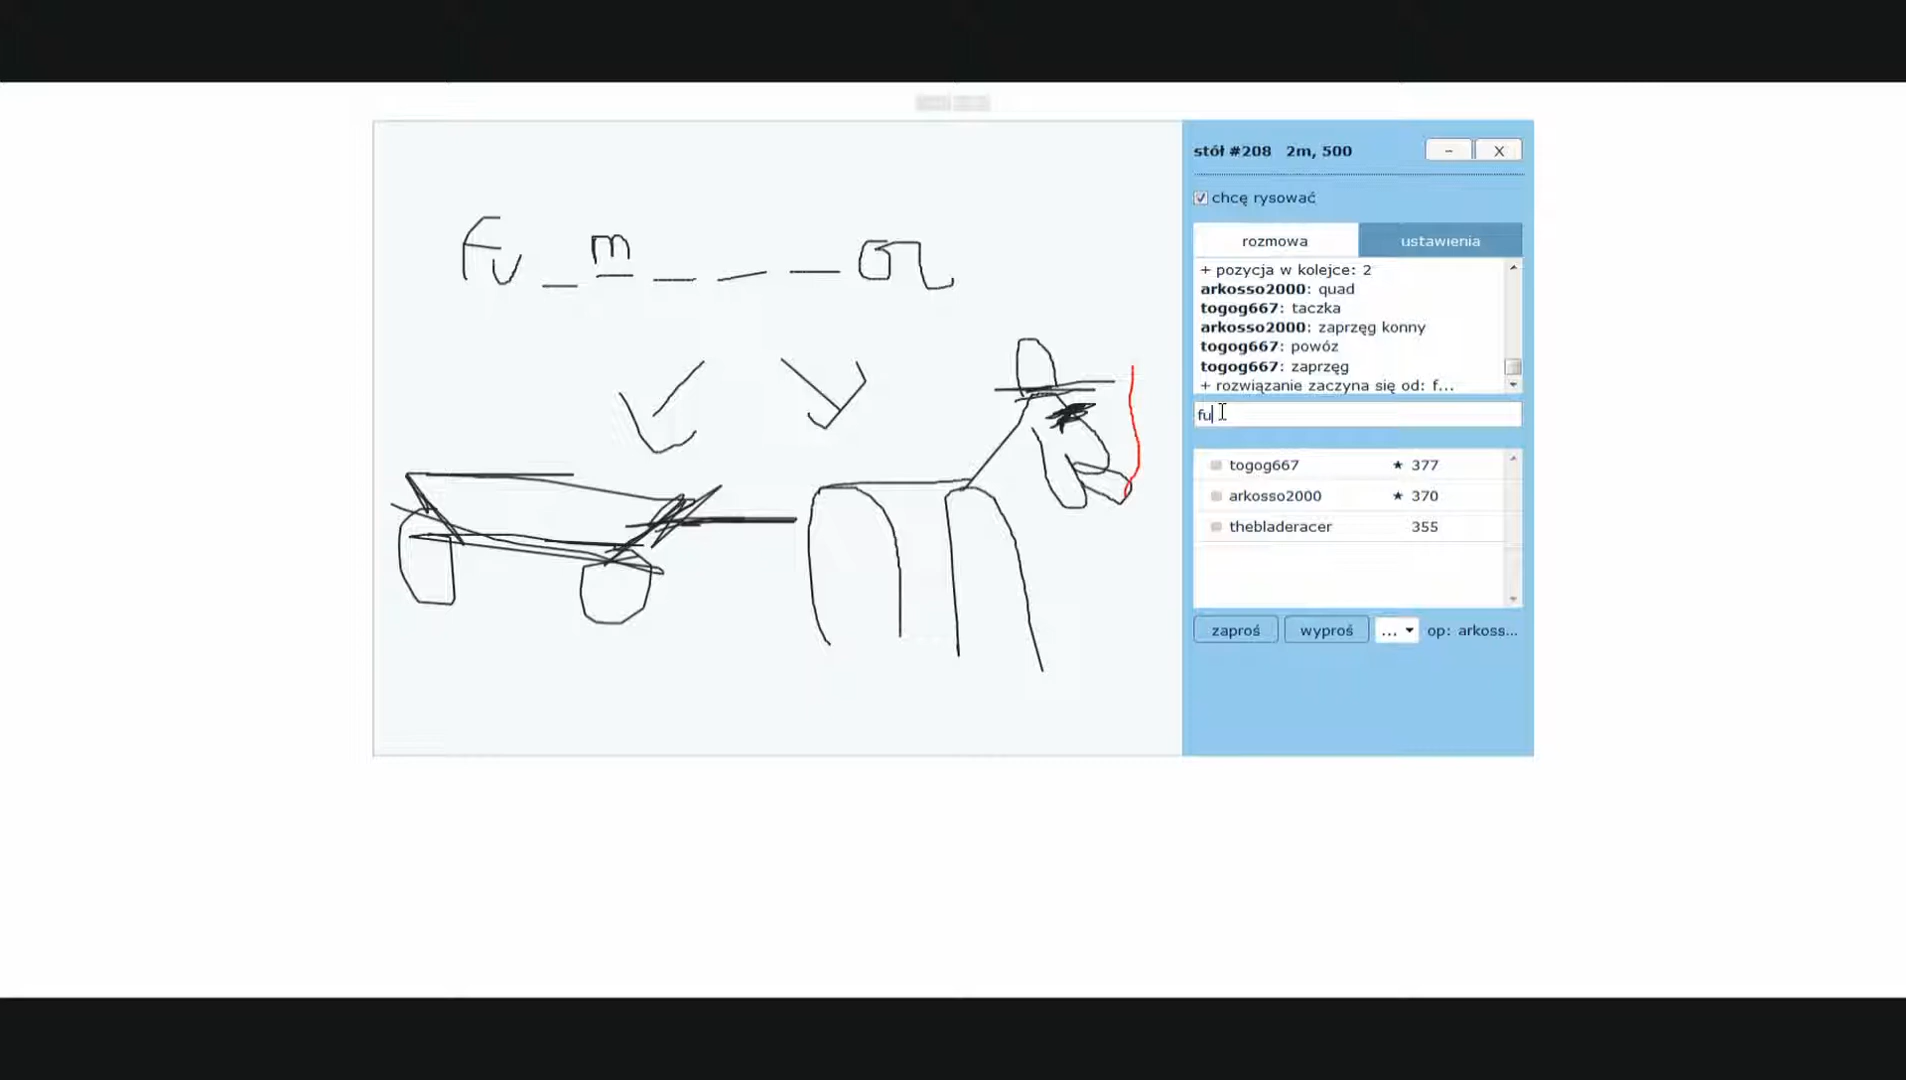 stół #208 2m, 500
–
X
chcę rysować
rozmowa
ustawienia
+ pozycja w kolejce: 2
arkosso2000: quad
togog667: taczka
arkosso2000: zaprzęg konny
togog667: powóz
togog667: zaprzęg
+ rozwiązanie zaczyna się od: f...
fu
togog667 ★ 377
arkosso2000 ★ 370
thebladeracer 355
zaproś
wyproś
...
op: arkoss...
Fu _ m _ _ _ _